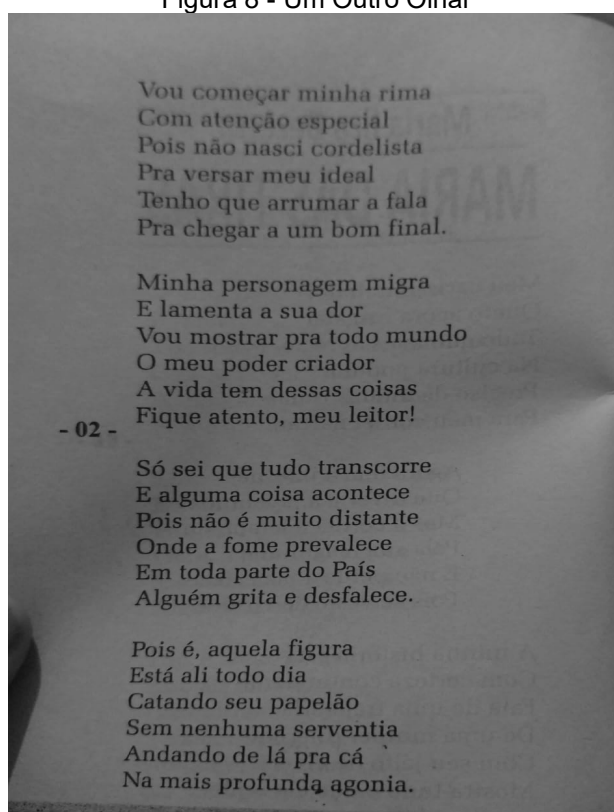 Figura 8 - Um Outro Olhar
Vou começar minha rima
Com atenção especial
Pois não nasci cordelista
Pra versar meu ideal
Tenho que arrumar a fala
Pra chegar a um bom final.
Minha personagem migra
E lamenta a sua dor
Vou mostrar pra todo mundo
O meu poder criador
A vida tem dessas coisas
Fique atento, meu leitor!
- 02 -
Só sei que tudo transcorre
E alguma coisa acontece
Pois não é muito distante
Onde a fome prevalece
Em toda parte do País
Alguém grita e desfalece.
Pois é, aquela figura
Está ali todo dia
Catando seu papelão
Sem nenhuma serventia
Andando de lá pra cá
Na mais profunda agonia.